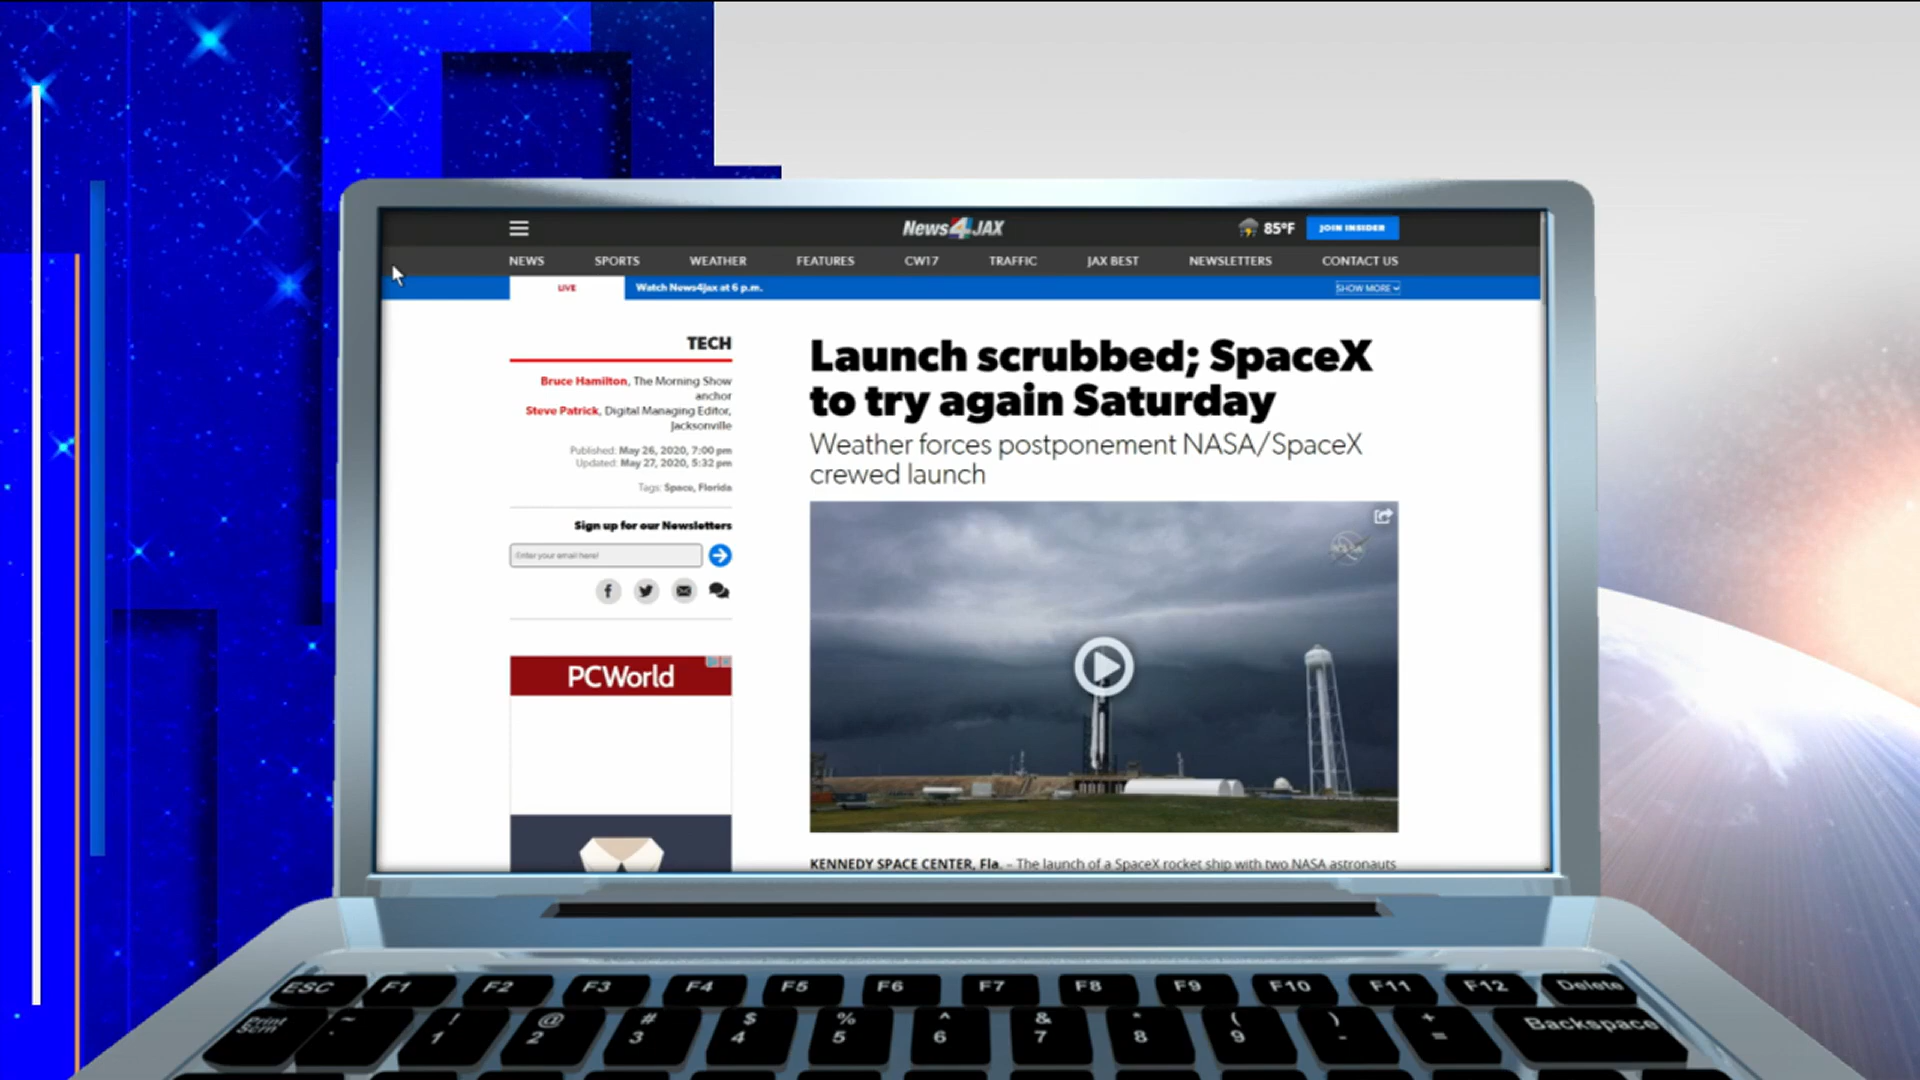 News4JAX
85°F
JOIN INSIDER
NEWS SPORTS WEATHER FEATURES CW17 TRAFFIC JAX BEST NEWSLETTERS CONTACT US
LIVE
Watch News4Jax at 6 p.m.
SHOW MORE
TECH
Bruce Hamilton, The Morning Show
anchor
Steve Patrick, Digital Managing Editor,
Jacksonville
Published: May 26, 2020, 7:00 pm
Updated: May 27, 2020, 5:32 pm
Tags: Space, Florida
Sign up for our Newsletters
Enter your email here!
PCWorld
Launch scrubbed; SpaceX
to try again Saturday
Weather forces postponement NASA/SpaceX
crewed launch
NASA
KENNEDY SPACE CENTER, Fla. – The launch of a SpaceX rocket ship with two NASA astronauts
ESC F1 F2 F3 F4 F5 F6 F7 F8 F9 F10 F11 F12 Delete
Print
Scrn
~ ! @ # $ % ^ & * ( ) + 
1 2 3 4 5 6 7 8 9 - =
Backspace